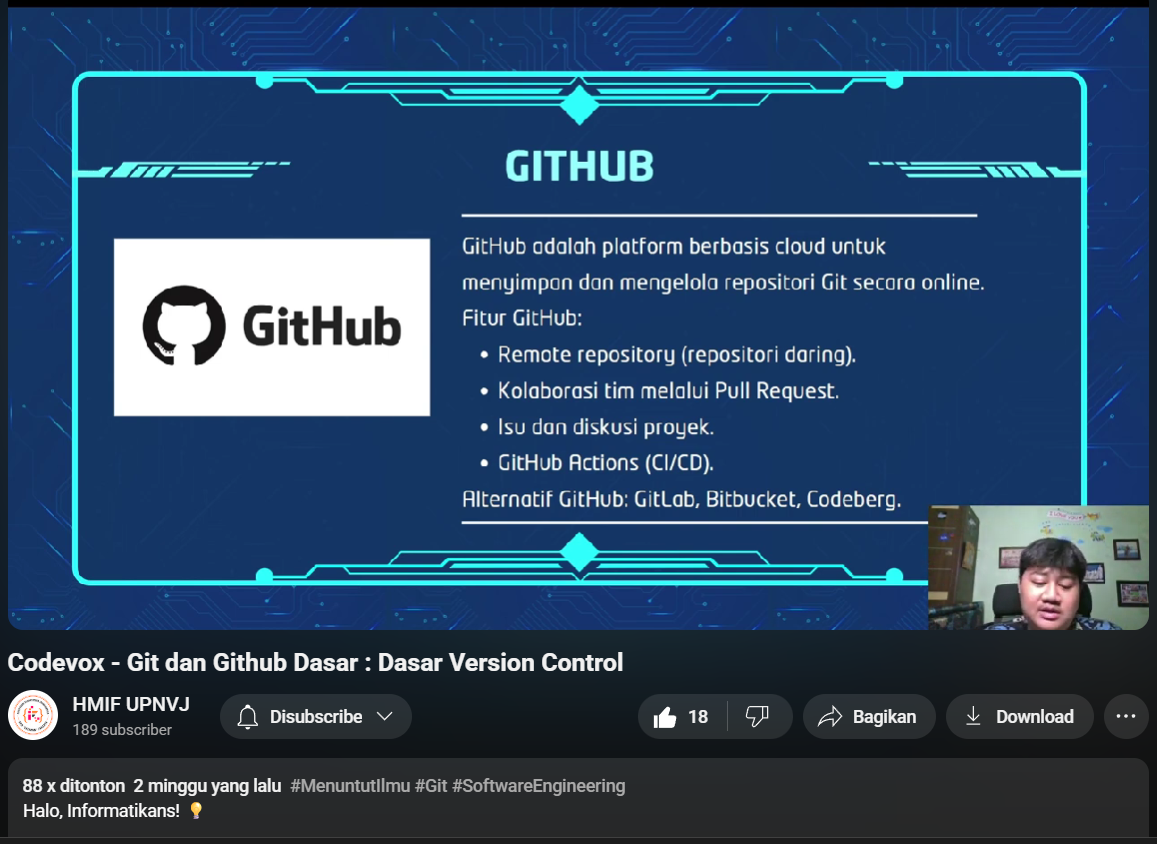 GITHUB
GitHub adalah platform berbasis cloud untuk
menyimpan dan mengelola repositori Git secara online.
Fitur GitHub:
• Remote repository (repositori daring).
• Kolaborasi tim melalui Pull Request.
• Isu dan diskusi proyek.
• GitHub Actions (CI/CD).
Alternatif GitHub: GitLab, Bitbucket, Codeberg.
GitHub
Codevox - Git dan Github Dasar : Dasar Version Control
HMIF UPNVJ
189 subscriber
Disubscribe
18
Bagikan
Download
88 x ditonton 2 minggu yang lalu #MenuntutIlmu #Git #SoftwareEngineering
Halo, Informatikans! 💡